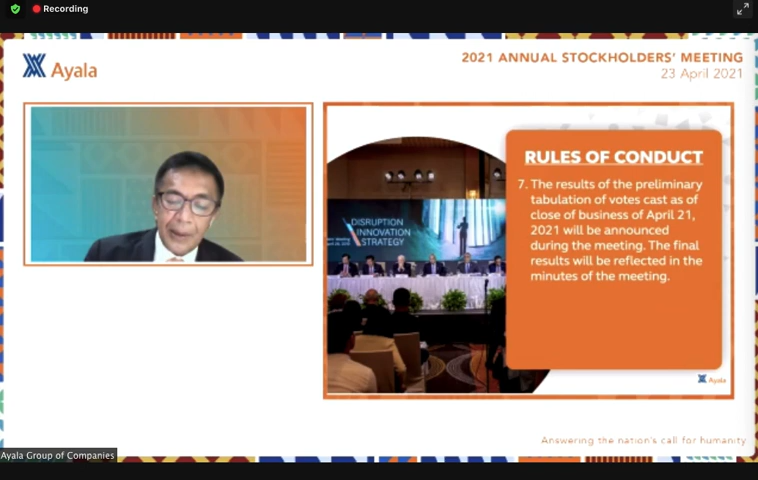 Recording
Ayala
2021 ANNUAL STOCKHOLDERS' MEETING
23 April 2021
DISRUPTION
INNOVATION
STRATEGY
RULES OF CONDUCT
7. The results of the preliminary
tabulation of votes cast as of
close of business of April 21,
2021 will be announced
during the meeting. The final
results will be reflected in the
minutes of the meeting.
Ayala
Answering the nation's call for humanity
Ayala Group of Companies